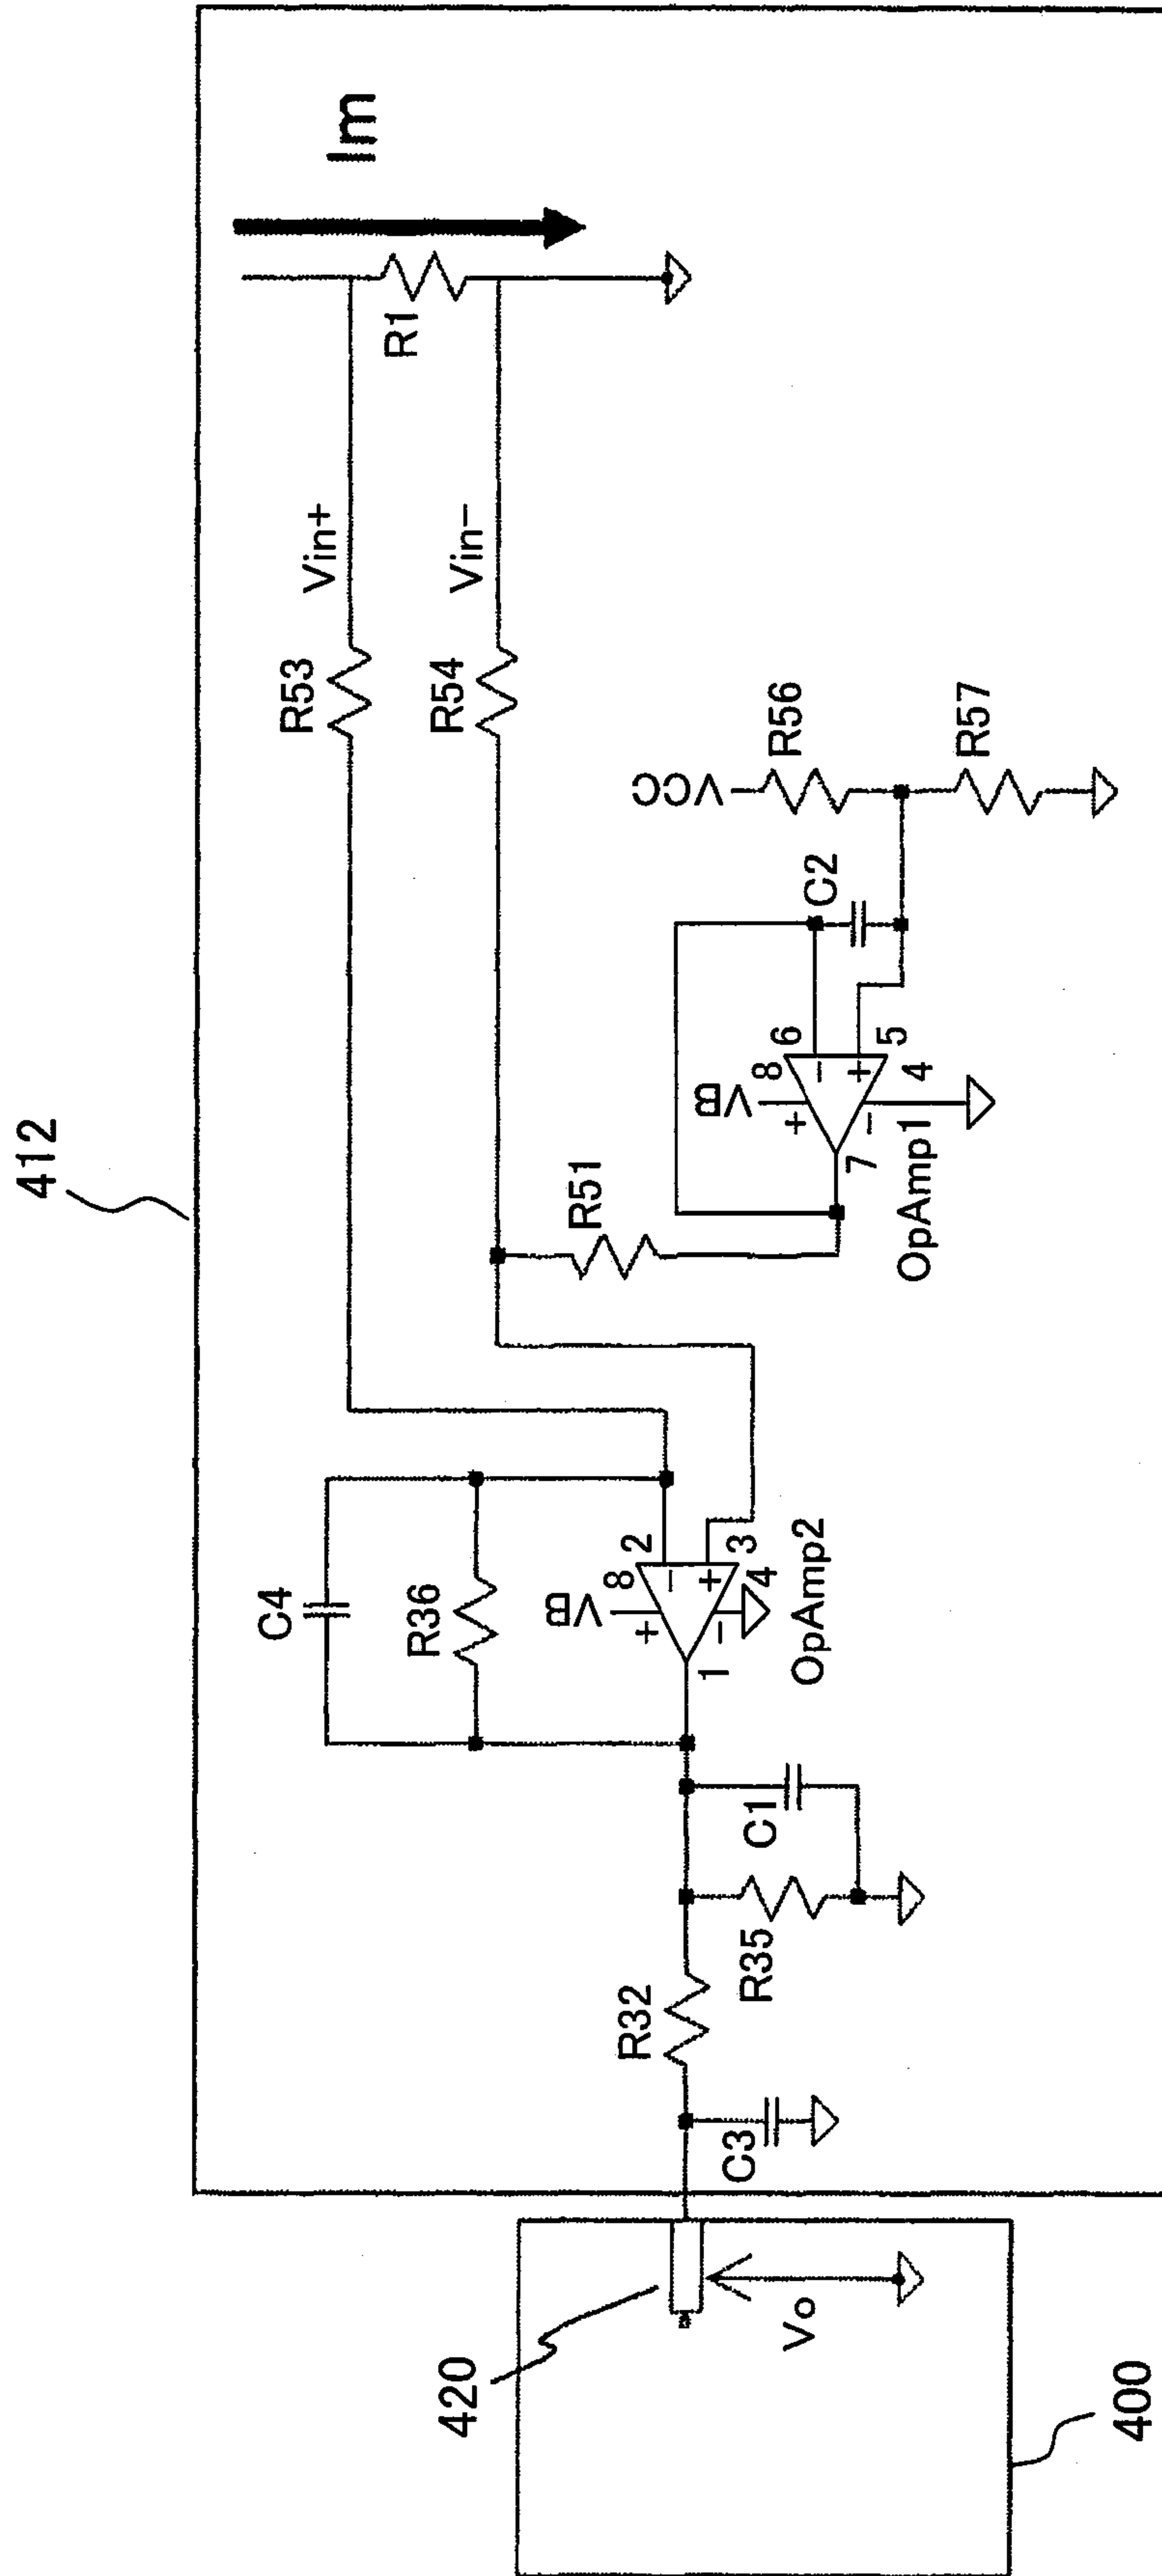 412
Im
R1
Vin+
Vin−
R53
R54
R56
R57
VCC
C2
6
5
8
4
VB
−
+
+
−
7
OpAmp1
R51
C4
R36
2
3
8
4
VB
−
+
+
−
1
OpAmp2
C1
R35
R32
C3
420
Vo
400